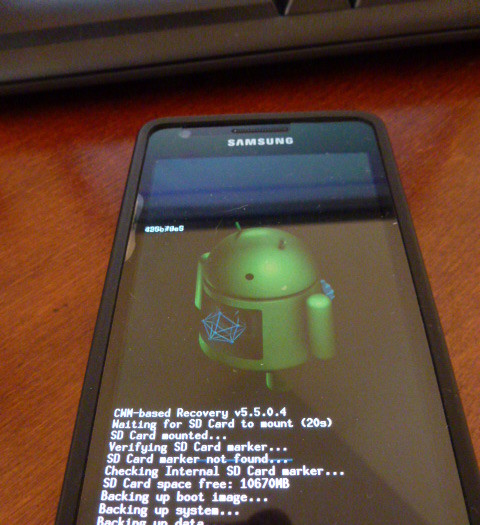 SAMSUNG
CWM-based Recovery v5.5.0.4
Waiting for SD Card to mount (20s)
SD Card mounted...
Verifying SD Card marker...
SD Card marker not found...
Checking Internal SD Card marker...
SD Card space free: 10670MB
Backing up boot image...
Backing up system...
Backing up data